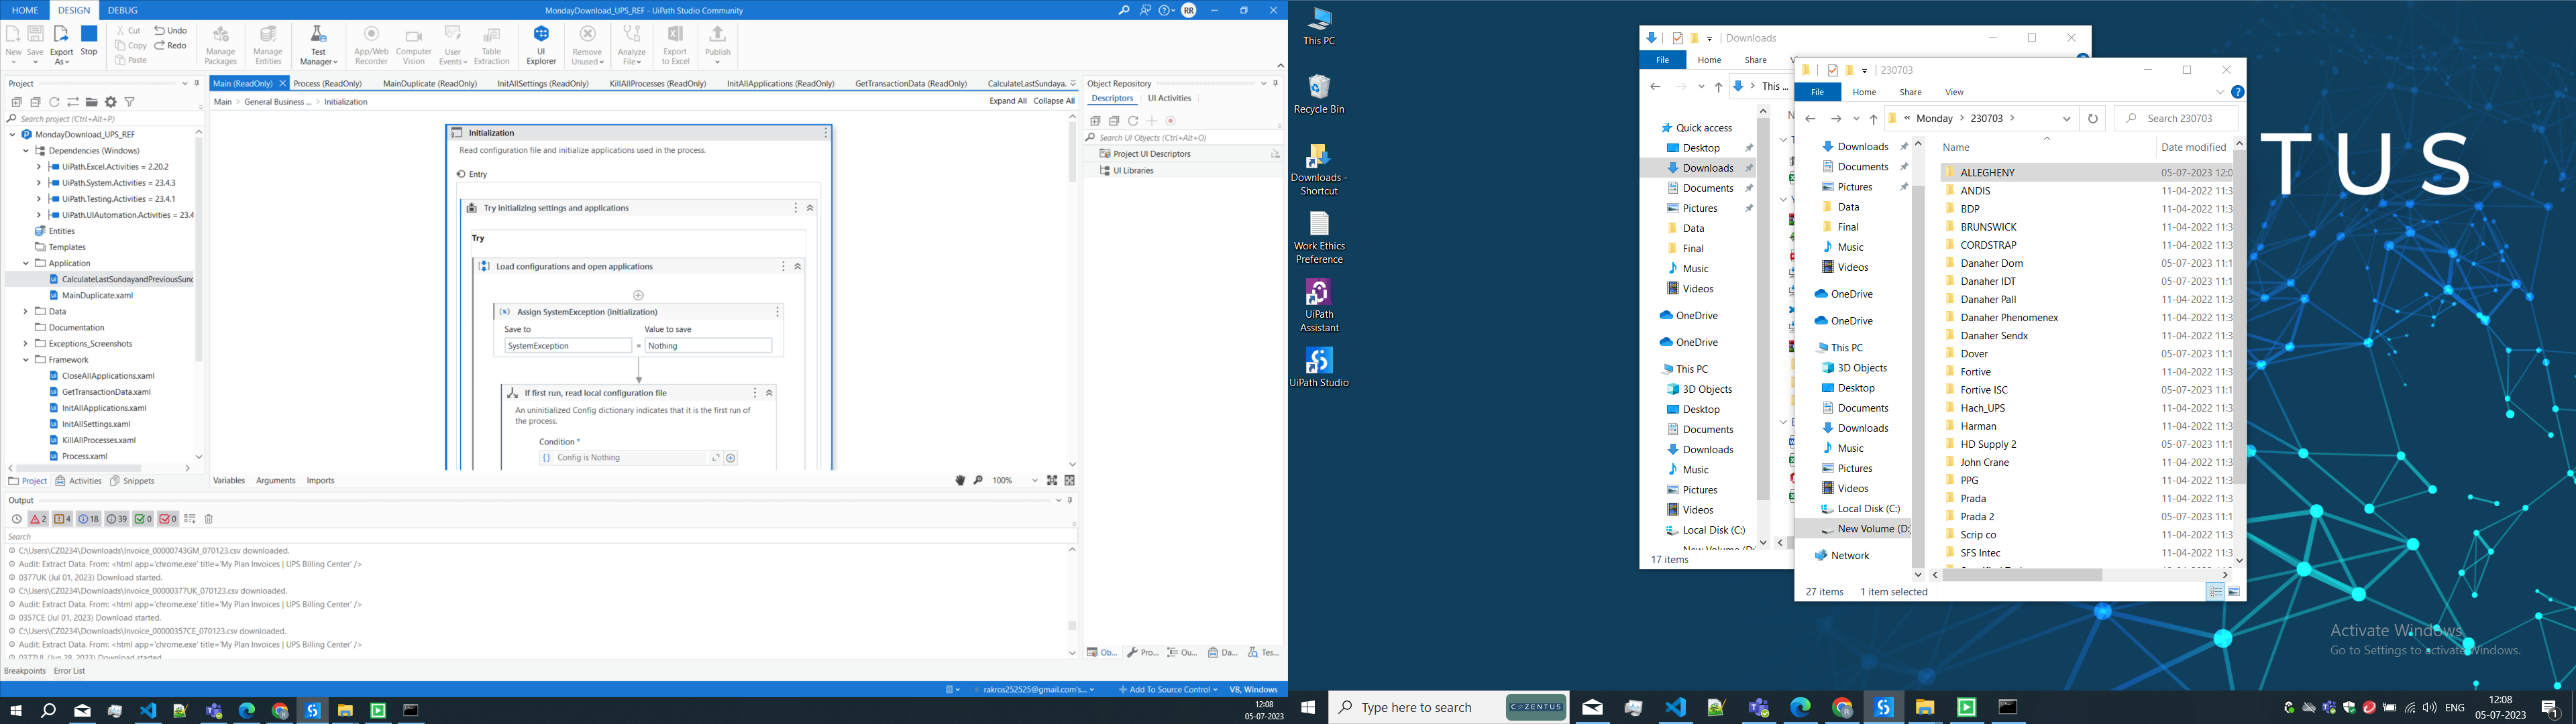 HOME DESIGN DEBUG
MondayDownload_UPS_REF - UiPath Studio Community
RR
New Save Export As Stop
Cut Copy Paste Undo Redo
Manage Packages
Manage Entities
Test Manager
App/Web Recorder
Computer Vision
User Events
Table Extraction
UI Explorer
Remove Unused
Analyze File
Export to Excel
Publish
Project
Search project (Ctrl+Alt+P)
MondayDownload_UPS_REF
Dependencies (Windows)
UiPath.Excel.Activities = 2.20.2
UiPath.System.Activities = 23.4.3
UiPath.Testing.Activities = 23.4.1
UiPath.UIAutomation.Activities = 23.4
Entities
Templates
Application
CalculateLastSundayandPreviousSund
MainDuplicate.xaml
Data
Documentation
Exceptions_Screenshots
Framework
CloseAllApplications.xaml
GetTransactionData.xaml
InitAllApplications.xaml
InitAllSettings.xaml
KillAllProcesses.xaml
Process.xaml
Project Activities Snippets
Main (ReadOnly) Process (ReadOnly) MainDuplicate (ReadOnly) InitAllSettings (ReadOnly) KillAllProcesses (ReadOnly) InitAllApplications (ReadOnly) GetTransactionData (ReadOnly) CalculateLastSundaya.
Main > General Business ... > Initialization
Expand All Collapse All
Initialization
Read configuration file and initialize applications used in the process.
Entry
Try initializing settings and applications
Try
Load configurations and open applications
Assign SystemException (initialization)
Save to Value to save
SystemException = Nothing
If first run, read local configuration file
An uninitialized Config dictionary indicates that it is the first run of
the process.
Condition *
Config is Nothing
Variables Arguments Imports
100%
Object Repository
Descriptors UI Activities
Search UI Objects (Ctrl+Alt+O)
Project UI Descriptors
UI Libraries
Ob... Pro... Ou... Da... Tes...
Output
2 4 18 39 0 0
Search
C:\Users\CZ0234\Downloads\Invoice_00000743GM_070123.csv downloaded.
Audit: Extract Data. From: <html app='chrome.exe' title='My Plan Invoices | UPS Billing Center' />
0377UK (Jul 01, 2023) Download started.
C:\Users\CZ0234\Downloads\Invoice_00000377UK_070123.csv downloaded.
Audit: Extract Data. From: <html app='chrome.exe' title='My Plan Invoices | UPS Billing Center' />
0357CE (Jul 01, 2023) Download started.
C:\Users\CZ0234\Downloads\Invoice_00000357CE_070123.csv downloaded.
Audit: Extract Data. From: <html app='chrome.exe' title='My Plan Invoices | UPS Billing Center' />
Breakpoints Error List
rakros252525@gmail.com's...
Add To Source Control
VB, Windows
12:08
05-07-2023
This PC
Recycle Bin
Downloads - Shortcut
Work Ethics Preference
UiPath Assistant
UiPath Studio
Downloads
File Home Share
This ...
Quick access
Desktop
Downloads
Documents
Pictures
Data
Final
Music
Videos
OneDrive
OneDrive
This PC
3D Objects
Desktop
Documents
Downloads
Music
Pictures
Videos
Local Disk (C:)
17 items
230703
File Home Share View
« Monday > 230703 >
Search 230703
Downloads
Documents
Pictures
Data
Final
Music
Videos
OneDrive
OneDrive
This PC
3D Objects
Desktop
Documents
Downloads
Music
Pictures
Videos
Local Disk (C:)
New Volume (D:)
Network
Name Date modified
ALLEGHENY 05-07-2023 12:0
ANDIS 11-04-2022 11:3
BDP 11-04-2022 11:3
BRUNSWICK 11-04-2022 11:3
CORDSTRAP 11-04-2022 11:3
Danaher Dom 05-07-2023 11:1
Danaher IDT 05-07-2023 11:1
Danaher Pall 11-04-2022 11:3
Danaher Phenomenex 11-04-2022 11:3
Danaher Sendx 11-04-2022 11:3
Dover 05-07-2023 11:1
Fortive 11-04-2022 11:3
Fortive ISC 05-07-2023 11:1
Hach_UPS 11-04-2022 11:3
Harman 11-04-2022 11:3
HD Supply 2 05-07-2023 11:1
John Crane 11-04-2022 11:3
PPG 11-04-2022 11:3
Prada 11-04-2022 11:3
Prada 2 05-07-2023 11:1
Scrip co 11-04-2022 11:3
SFS Intec 11-04-2022 11:3
27 items 1 item selected
TUS
Activate Windows
Go to Settings to activate Windows.
Type here to search
COZENTUS
ENG
12:08
05-07-2023
1